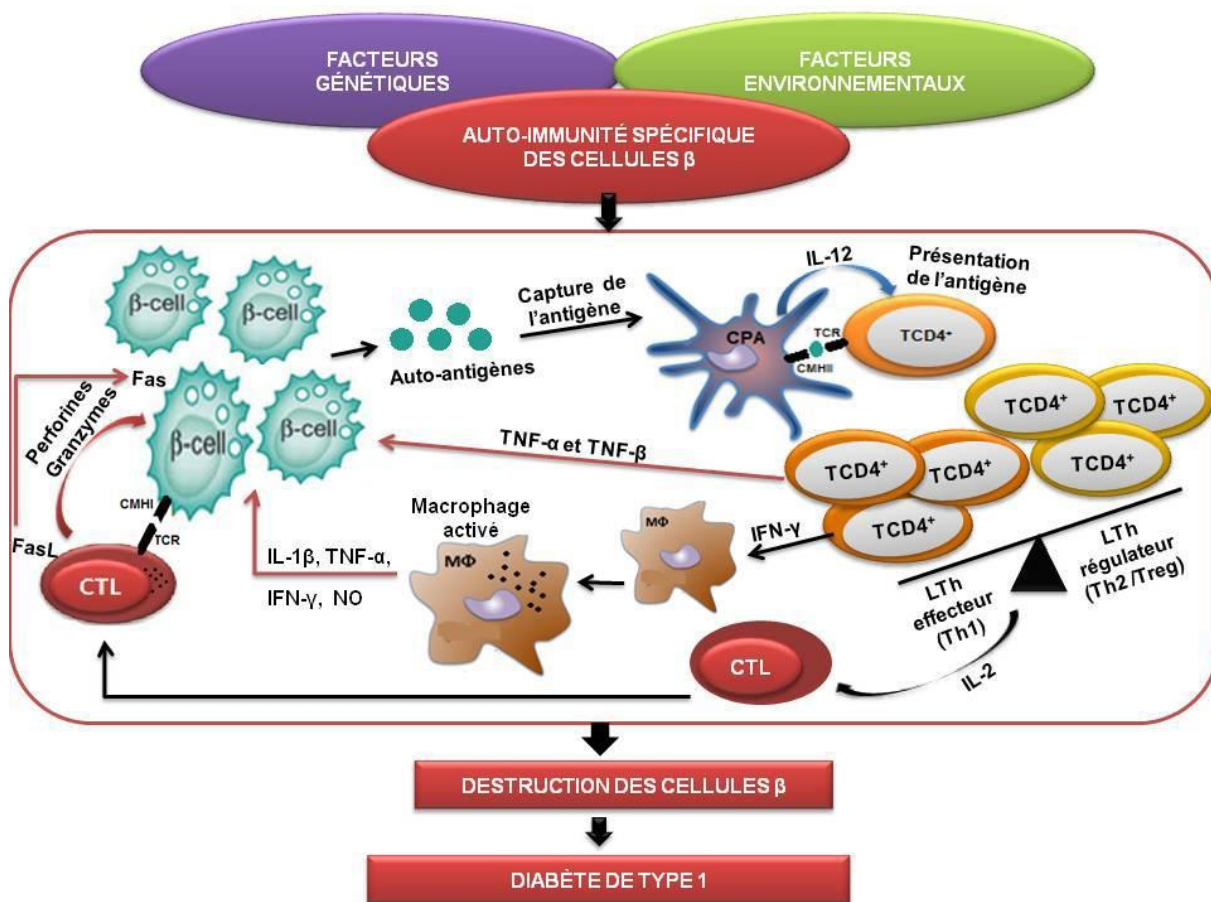 FACTEURS
GÉNÉTIQUES
FACTEURS
ENVIRONNEMENTAUX
AUTO-IMMUNITÉ SPÉCIFIQUE
DES CELLULES β
β-cell
β-cell
Auto-antigènes
Capture de
l'antigène
CPA
IL-12
TCR
CMHII
Présentation
de l'antigène
TCD4⁺
Fas
Perforines
Granzymes
β-cell
β-cell
CMHI
TCR
FasL
CTL
TNF-α et TNF-β
TCD4⁺
TCD4⁺
TCD4⁺
TCD4⁺
TCD4⁺
TCD4⁺
IFN-γ
MΦ
Macrophage
activé
MΦ
IL-1β, TNF-α,
IFN-γ, NO
LTh
effecteur
(Th1)
LTh
régulateur
(Th2 /Treg)
IL-2
CTL
DESTRUCTION DES CELLULES β
DIABÈTE DE TYPE 1